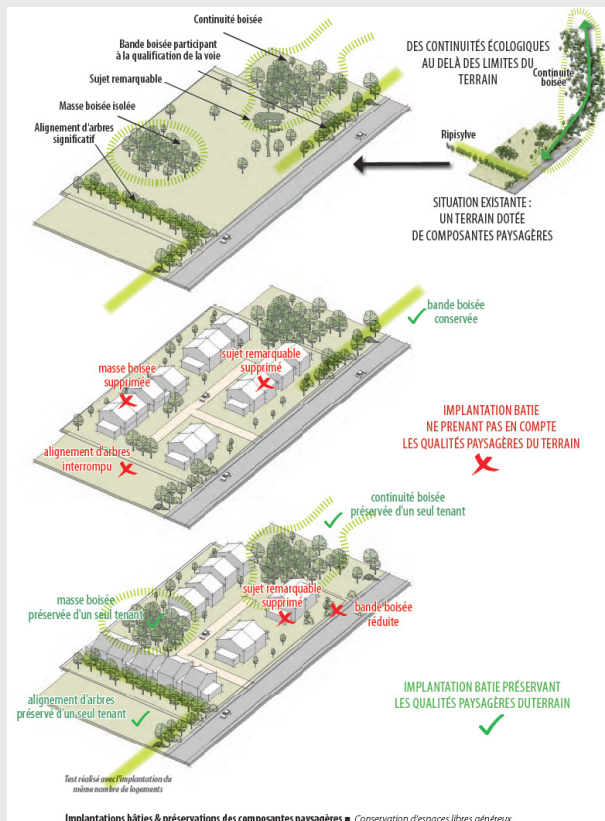 Continuité boisée
Bande boisée participant
à la qualification de la voie
Sujet remarquable
Masse boisée isolée
Alignement d'arbres
significatif
DES CONTINUITÉS ÉCOLOGIQUES
AU DELÀ DES LIMITES DU
TERRAIN
Continuité
boisée
Ripisylve
SITUATION EXISTANTE :
UN TERRAIN DOTÉE
DE COMPOSANTES PAYSAGÈRES
bande boisée
conservée
sujet remarquable
supprimé
masse boisée
supprimée
alignement d'arbres
interrompu
IMPLANTATION BATIE
NE PRENANT PAS EN COMPTE
LES QUALITÉS PAYSAGÈRES DU TERRAIN
continuité boisée
préservée d'un seul tenant
masse boisée
préservée d'un seul tenant
sujet remarquable
supprimé
bande boisée
réduite
alignement d'arbres
préservé d'un seul tenant
IMPLANTATION BATIE PRÉSERVANT
LES QUALITÉS PAYSAGÈRES DUTERRAIN
Test réalisé avec l'implantation du
même nombre de logements
Implantations bâties & préservations des composantes paysagères ■ Conservation d'espaces libres généreux